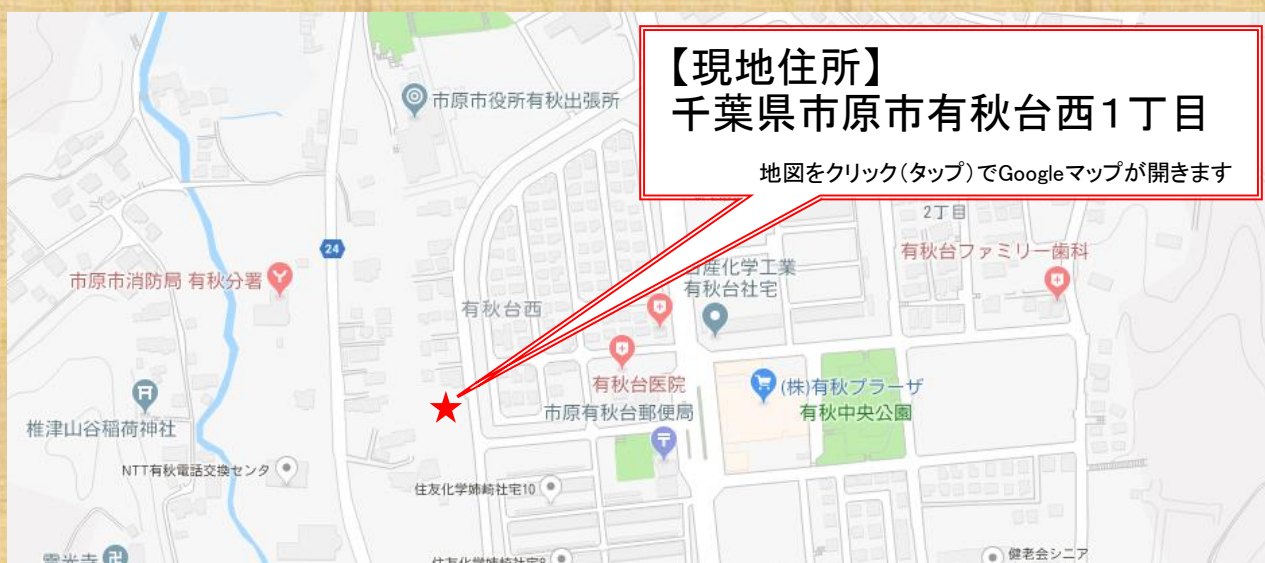 【現地住所】
千葉県市原市有秋台西1丁目
地図をクリック(タップ)でGoogleマップが開きます
市原市役所有秋出張所
2丁目
有秋台ファミリー歯科
24
市原市消防局 有秋分署
産化学工業
有秋台社宅
有秋台西
有秋台医院
(株)有秋プラーザ
市原有秋台郵便局
有秋中央公園
椎津山谷稲荷神社
NTT有秋電話交換センタ
住友化学姉崎社宅10
健老会シニア